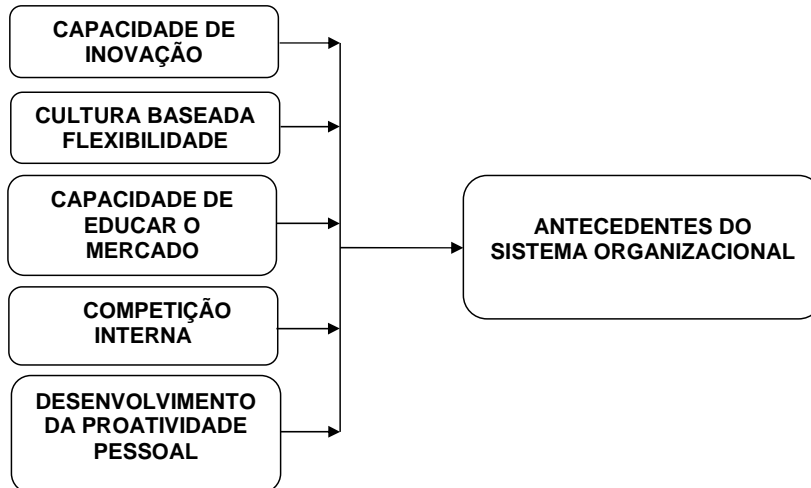 CAPACIDADE DE
INOVAÇÃO
CULTURA BASEADA
FLEXIBILIDADE
CAPACIDADE DE
EDUCAR O
MERCADO
COMPETIÇÃO
INTERNA
DESENVOLVIMENTO
DA PROATIVIDADE
PESSOAL
ANTECEDENTES DO
SISTEMA ORGANIZACIONAL